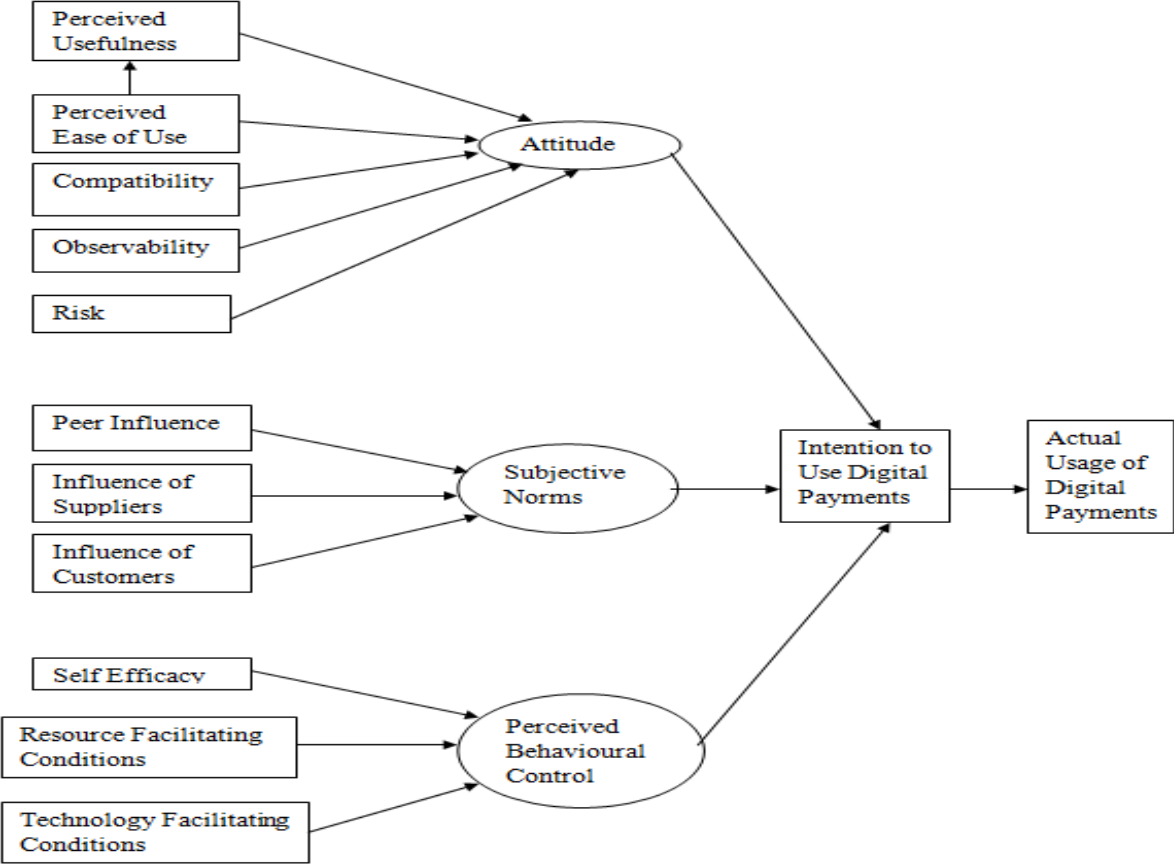 Perceived
Usefulness
Perceived
Ease of Use
Compatibility
Observability
Risk
Attitude
Peer Influence
Influence of
Suppliers
Influence of
Customers
Subjective
Norms
Intention to
Use Digital
Payments
Actual
Usage of
Digital
Payments
Self Efficacy
Resource Facilitating
Conditions
Technology Facilitating
Conditions
Perceived
Behavioural
Control